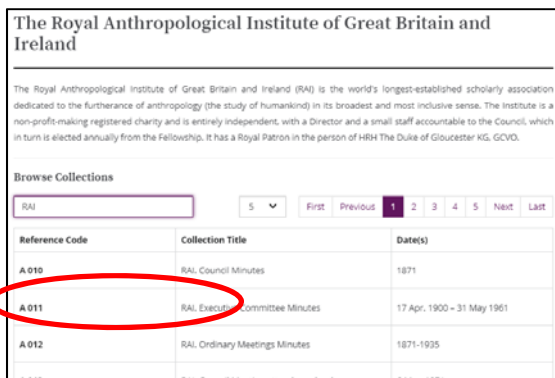 The Royal Anthropological Institute of Great Britain and
Ireland
The Royal Anthropological Institute of Great Britain and Ireland (RAI) is the world's longest-established scholarly association
dedicated to the furtherance of anthropology (the study of humankind) in its broadest and most inclusive sense. The Institute is a
non-profit-making registered charity and is entirely independent, with a Director and a small staff accountable to the Council, which
in turn is elected annually from the Fellowship. It has a Royal Patron in the person of HRH The Duke of Gloucester KG, GCVO.
Browse Collections
RAI 5 First Previous 1 2 3 4 5 Next Last
Reference Code Collection Title Date(s)
A 010 RAI. Council Minutes 1871
A 011 RAI. Executive Committee Minutes 17 Apr. 1900 – 31 May 1961
A 012 RAI. Ordinary Meetings Minutes 1871-1935